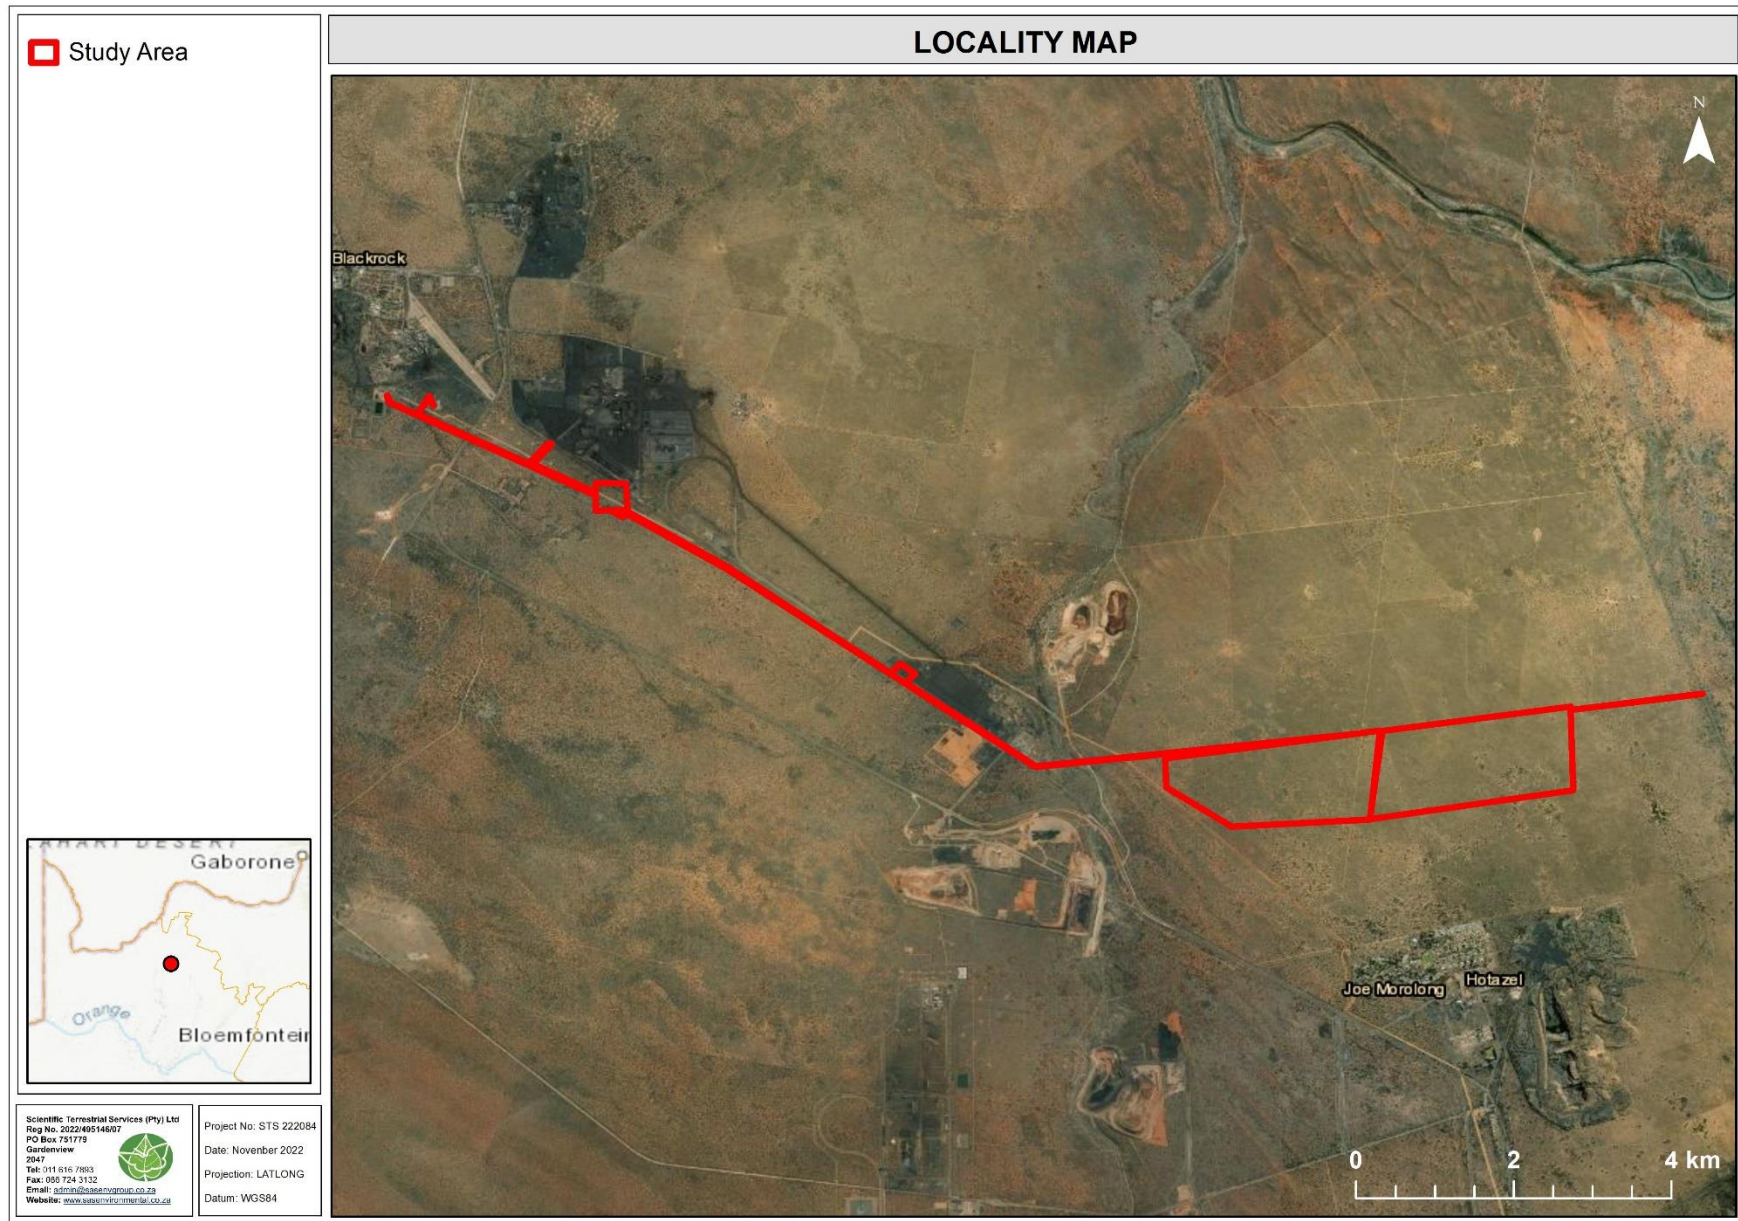 LOCALITY MAP
Study Area
N
Blackrock
Joe Morolong
Hotazel
0 2 4 km
Gaborone
Orange
Bloemfontein
Scientific Terrestrial Services (Pty) Ltd
Reg No. 2022/495146/07
PO Box 751779
Gardenview
2047
Tel: 011 616 7893
Fax: 086 724 3132
Email: admin@sasenvgroup.co.za
Website: www.sasenvironmental.co.za
Project No: STS 222084
Date: November 2022
Projection: LATLONG
Datum: WGS84